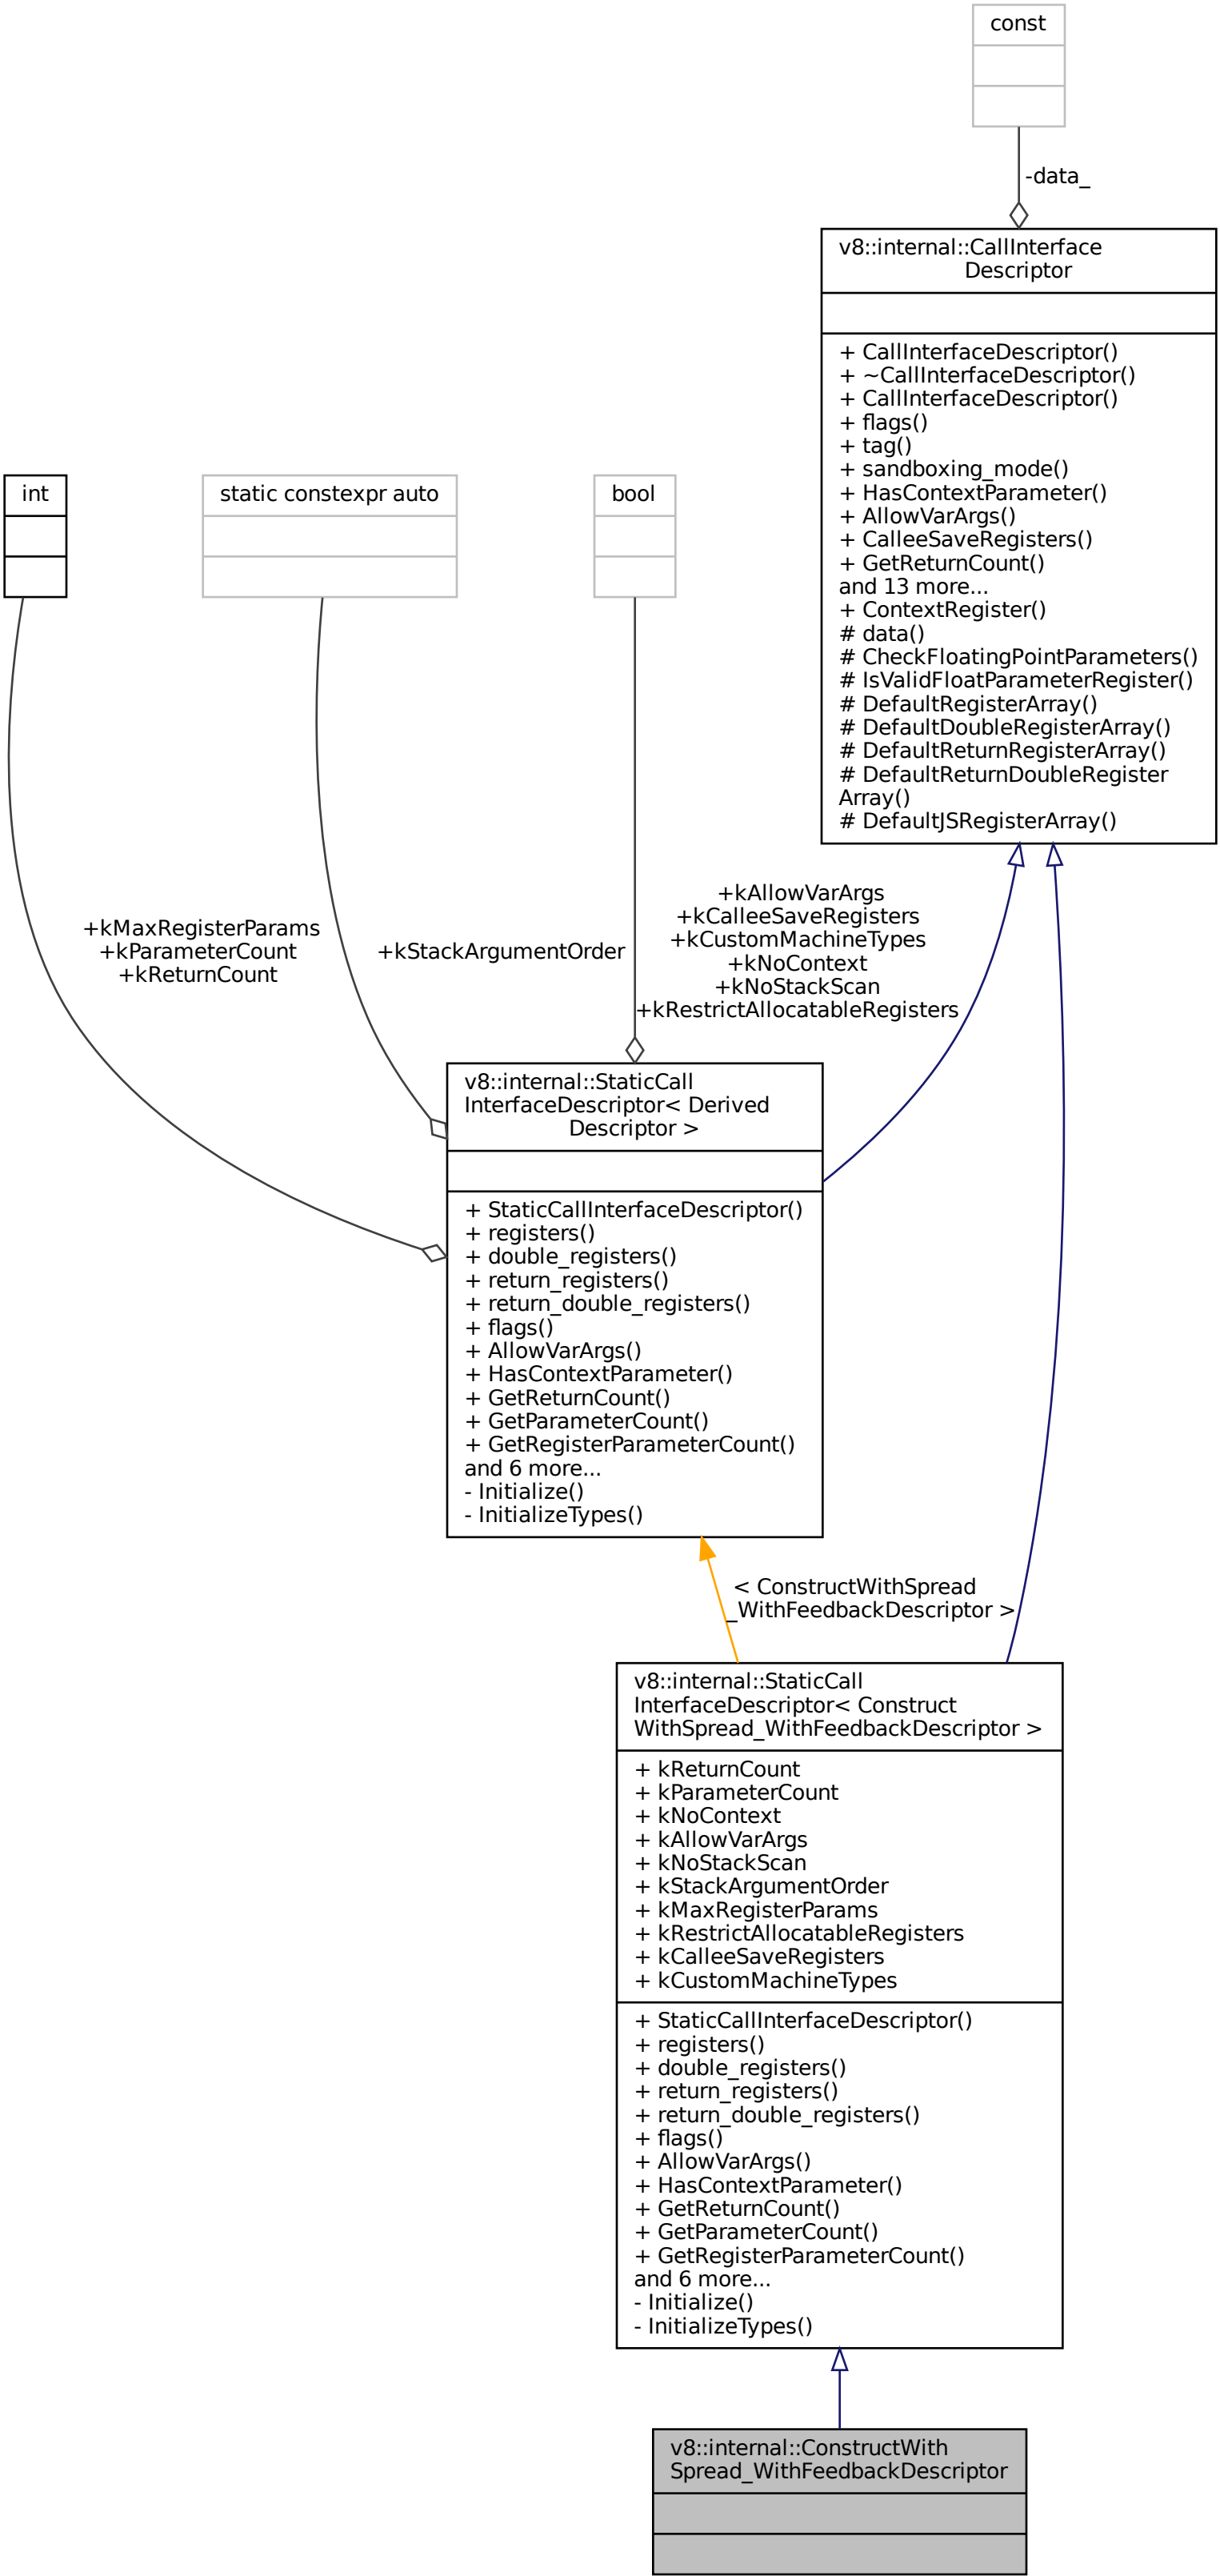 const
-data_
v8::internal::CallInterface
Descriptor
+ CallInterfaceDescriptor()
+ ~CallInterfaceDescriptor()
+ CallInterfaceDescriptor()
+ flags()
+ tag()
+ sandboxing_mode()
+ HasContextParameter()
+ AllowVarArgs()
+ CalleeSaveRegisters()
+ GetReturnCount()
and 13 more...
+ ContextRegister()
# data()
# CheckFloatingPointParameters()
# IsValidFloatParameterRegister()
# DefaultRegisterArray()
# DefaultDoubleRegisterArray()
# DefaultReturnRegisterArray()
# DefaultReturnDoubleRegister
Array()
# DefaultJSRegisterArray()
int
static constexpr auto
bool
+kMaxRegisterParams
+kParameterCount
+kReturnCount
+kStackArgumentOrder
+kAllowVarArgs
+kCalleeSaveRegisters
+kCustomMachineTypes
+kNoContext
+kNoStackScan
+kRestrictAllocatableRegisters
v8::internal::StaticCall
InterfaceDescriptor< Derived
Descriptor >
+ StaticCallInterfaceDescriptor()
+ registers()
+ double_registers()
+ return_registers()
+ return_double_registers()
+ flags()
+ AllowVarArgs()
+ HasContextParameter()
+ GetReturnCount()
+ GetParameterCount()
+ GetRegisterParameterCount()
and 6 more...
- Initialize()
- InitializeTypes()
< ConstructWithSpread
_WithFeedbackDescriptor >
v8::internal::StaticCall
InterfaceDescriptor< Construct
WithSpread_WithFeedbackDescriptor >
+ kReturnCount
+ kParameterCount
+ kNoContext
+ kAllowVarArgs
+ kNoStackScan
+ kStackArgumentOrder
+ kMaxRegisterParams
+ kRestrictAllocatableRegisters
+ kCalleeSaveRegisters
+ kCustomMachineTypes
+ StaticCallInterfaceDescriptor()
+ registers()
+ double_registers()
+ return_registers()
+ return_double_registers()
+ flags()
+ AllowVarArgs()
+ HasContextParameter()
+ GetReturnCount()
+ GetParameterCount()
+ GetRegisterParameterCount()
and 6 more...
- Initialize()
- InitializeTypes()
v8::internal::ConstructWith
Spread_WithFeedbackDescriptor